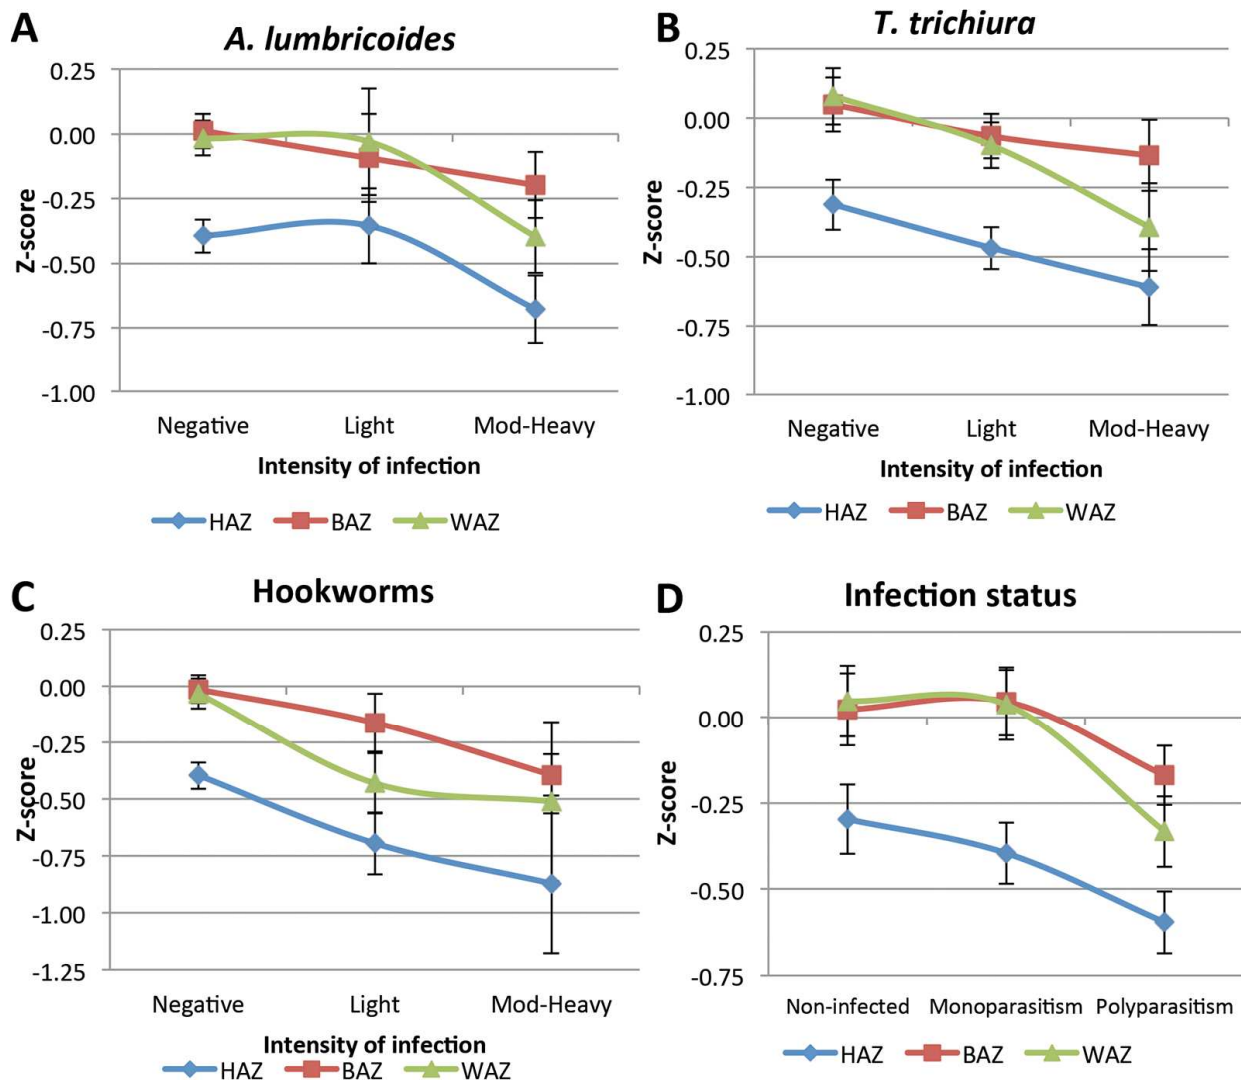 A
A. lumbricoides
0.25
0.00
-0.25
-0.50
-0.75
-1.00
Z-score
Negative Light Mod-Heavy
Intensity of infection
HAZ BAZ WAZ
B
T. trichiura
0.25
0.00
-0.25
-0.50
-0.75
-1.00
Z-score
Negative Light Mod-Heavy
Intensity of infection
HAZ BAZ WAZ
C
Hookworms
0.25
0.00
-0.25
-0.50
-0.75
-1.00
-1.25
Z-score
Negative Light Mod-Heavy
Intensity of infection
HAZ BAZ WAZ
D
Infection status
0.25
0.00
-0.25
-0.50
-0.75
Z-score
Non-infected Monoparasitism Polyparasitism
HAZ BAZ WAZ